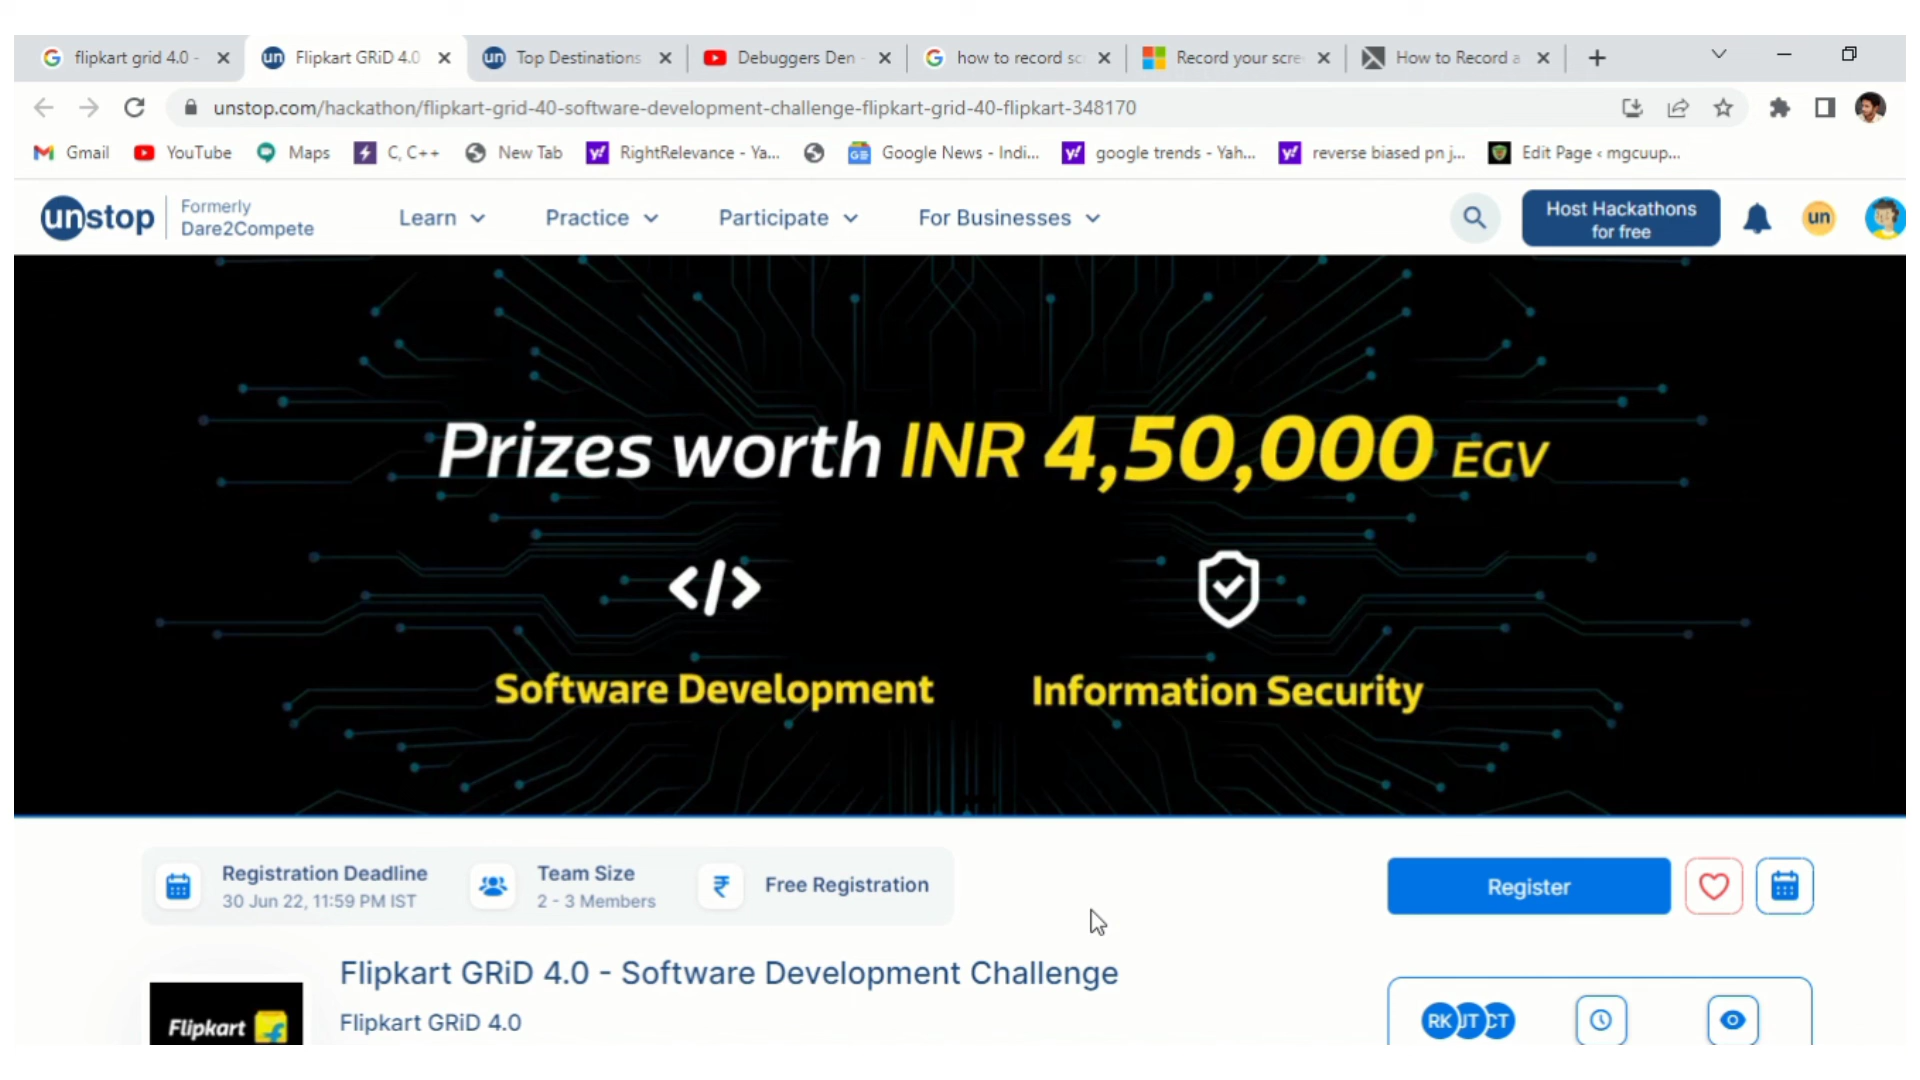 flipkart grid 4.0 -
Flipkart GRiD 4.0
Top Destinations
Debuggers Den -
how to record sc
Record your scre
How to Record a
unstop.com/hackathon/flipkart-grid-40-software-development-challenge-flipkart-grid-40-flipkart-348170
Gmail
YouTube
Maps
C, C++
New Tab
RightRelevance - Ya...
Google News - Indi...
google trends - Yah...
reverse biased pn j...
Edit Page ‹ mgcuup...
unstop
Formerly
Dare2Compete
Learn
Practice
Participate
For Businesses
Host Hackathons
for free
un
Prizes worth INR 4,50,000 EGV
</>
Software Development
Information Security
Registration Deadline
30 Jun 22, 11:59 PM IST
Team Size
2 - 3 Members
Free Registration
Register
Flipkart GRiD 4.0 - Software Development Challenge
Flipkart
Flipkart GRiD 4.0
RK JT CT